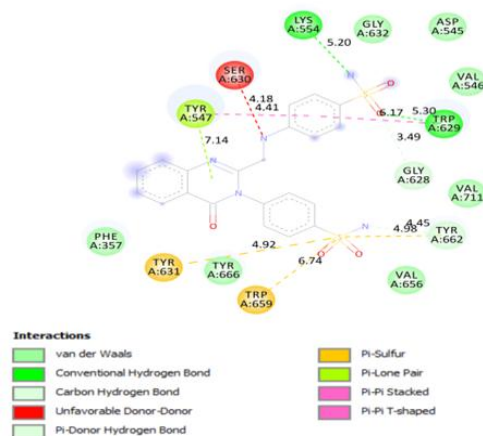 LYS
A:554
GLY
A:632
ASP
A:545
5.20
N
O
SER
A:630
S
VAL
A:546
4.18
4.41
O
6.17
5.30
TYR
A:547
N
TRP
A:629
7.14
3.49
N
GLY
A:628
N
VAL
A:711
O
N
4.45
4.98
TYR
A:662
PHE
A:357
4.92
S
TYR
A:631
TYR
A:666
6.74
O
O
TRP
A:659
VAL
A:656
Interactions
van der Waals
Conventional Hydrogen Bond
Carbon Hydrogen Bond
Unfavorable Donor-Donor
Pi-Donor Hydrogen Bond
Pi-Sulfur
Pi-Lone Pair
Pi-Pi Stacked
Pi-Pi T-shaped